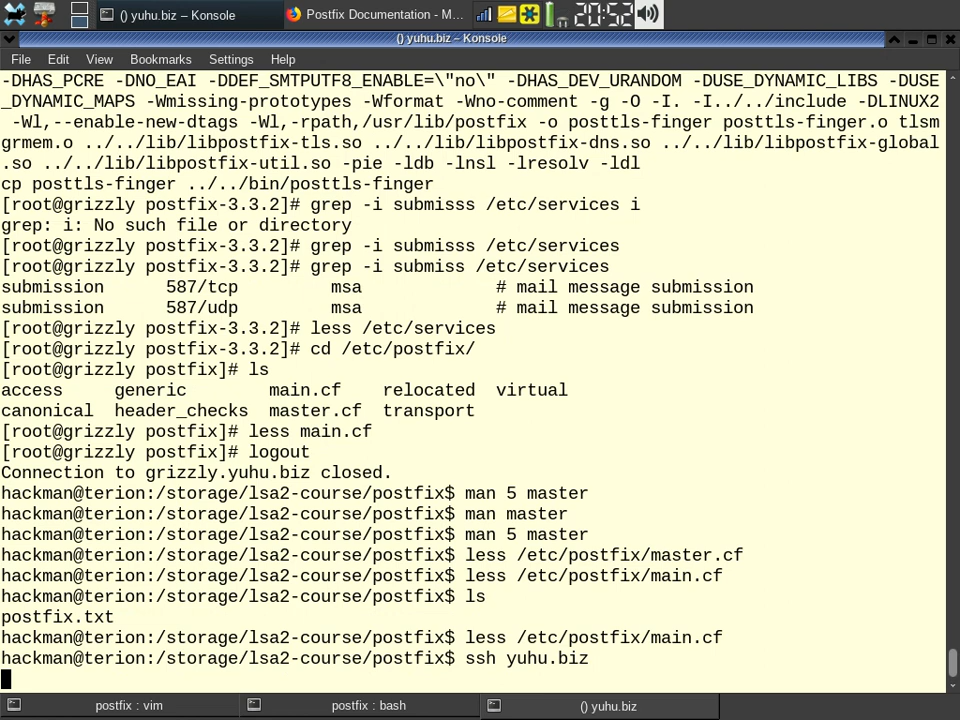 () yuhu.biz – Konsole
Postfix Documentation - M...
20:52
() yuhu.biz – Konsole
File Edit View Bookmarks Settings Help
-DHAS_PCRE -DNO_EAI -DDEF_SMTPUTF8_ENABLE=\"no\" -DHAS_DEV_URANDOM -DUSE_DYNAMIC_LIBS -DUSE
_DYNAMIC_MAPS -Wmissing-prototypes -Wformat -Wno-comment -g -O -I. -I../../include -DLINUX2
-Wl,--enable-new-dtags -Wl,-rpath,/usr/lib/postfix -o posttls-finger posttls-finger.o tlsm
grmem.o ../../lib/libpostfix-tls.so ../../lib/libpostfix-dns.so ../../lib/libpostfix-global
.so ../../lib/libpostfix-util.so -pie -ldb -lnsl -lresolv -ldl
cp posttls-finger ../../bin/posttls-finger
[root@grizzly postfix-3.3.2]# grep -i submisss /etc/services i
grep: i: No such file or directory
[root@grizzly postfix-3.3.2]# grep -i submisss /etc/services
[root@grizzly postfix-3.3.2]# grep -i submiss /etc/services
submission 587/tcp msa # mail message submission
submission 587/udp msa # mail message submission
[root@grizzly postfix-3.3.2]# less /etc/services
[root@grizzly postfix-3.3.2]# cd /etc/postfix/
[root@grizzly postfix]# ls
access generic main.cf relocated virtual
canonical header_checks master.cf transport
[root@grizzly postfix]# less main.cf
[root@grizzly postfix]# logout
Connection to grizzly.yuhu.biz closed.
hackman@terion:/storage/lsa2-course/postfix$ man 5 master
hackman@terion:/storage/lsa2-course/postfix$ man master
hackman@terion:/storage/lsa2-course/postfix$ man 5 master
hackman@terion:/storage/lsa2-course/postfix$ less /etc/postfix/master.cf
hackman@terion:/storage/lsa2-course/postfix$ less /etc/postfix/main.cf
hackman@terion:/storage/lsa2-course/postfix$ ls
postfix.txt
hackman@terion:/storage/lsa2-course/postfix$ less /etc/postfix/main.cf
hackman@terion:/storage/lsa2-course/postfix$ ssh yuhu.biz
postfix : vim
postfix : bash
() yuhu.biz